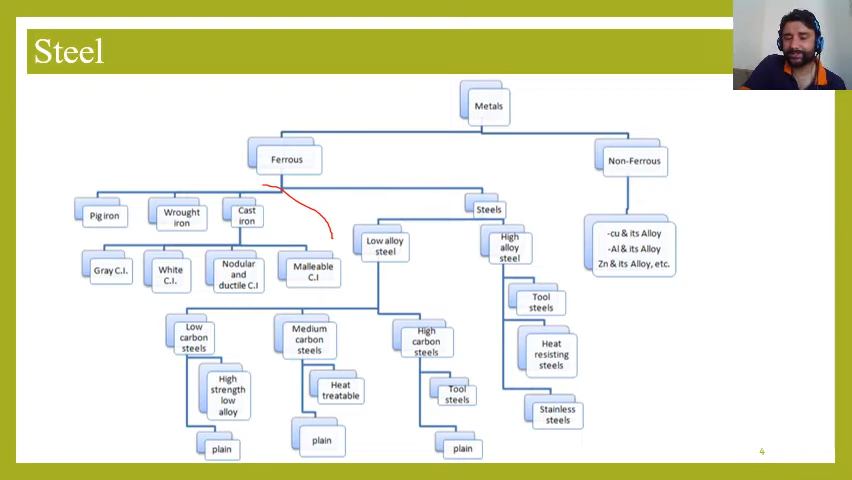 Steel
Metals
Ferrous
Non-Ferrous
Pig iron
Wrought
iron
Cast
iron
Steels
-cu & its Alloy
-Al & its Alloy
Zn & its Alloy, etc.
Gray C.I.
White
C.I.
Nodular
and
ductile C.I
Malleable
C.I
Low alloy
steel
High
alloy
steel
Tool
steels
Heat
resisting
steels
Stainless
steels
Low
carbon
steels
Medium
carbon
steels
High
carbon
steels
High
strength
low
alloy
plain
Heat
treatable
plain
Tool
steels
plain
4